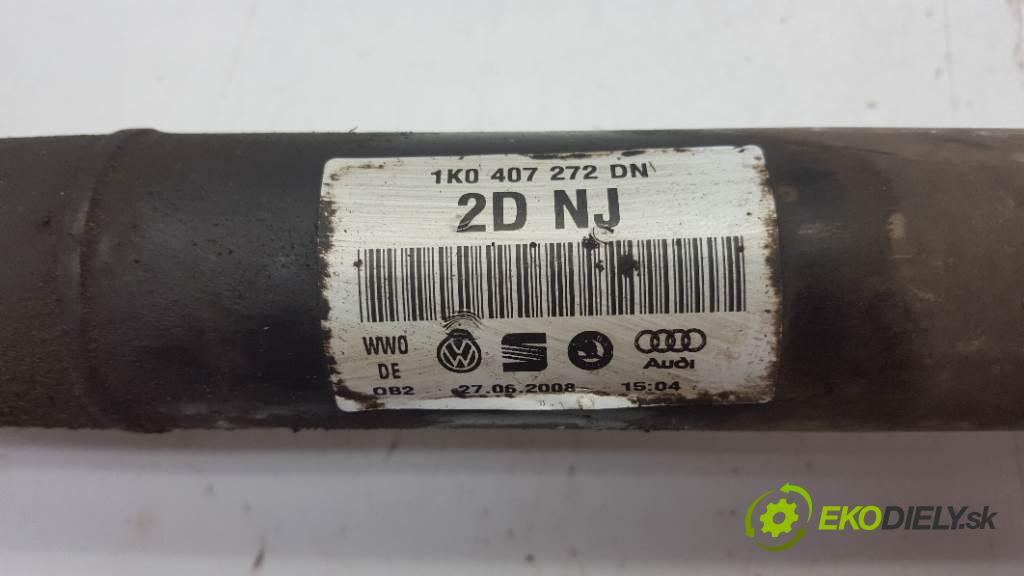 1K0 407 272 DN
2D NJ
WW0
DE
OB2 27.06.2008 15:04
Audi
EKODIELY.sk